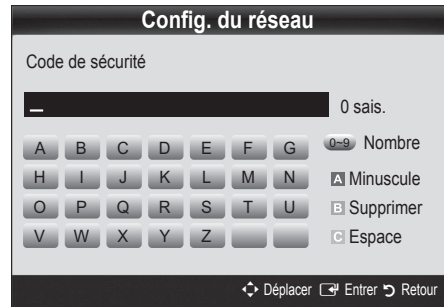 Config. du réseau
Code de sécurité
_ 0 sais.
A B C D E F G 0~9 Nombre
H I J K L M N A Minuscule
O P Q R S T U B Supprimer
V W X Y Z C Espace
Déplacer Entrer Retour